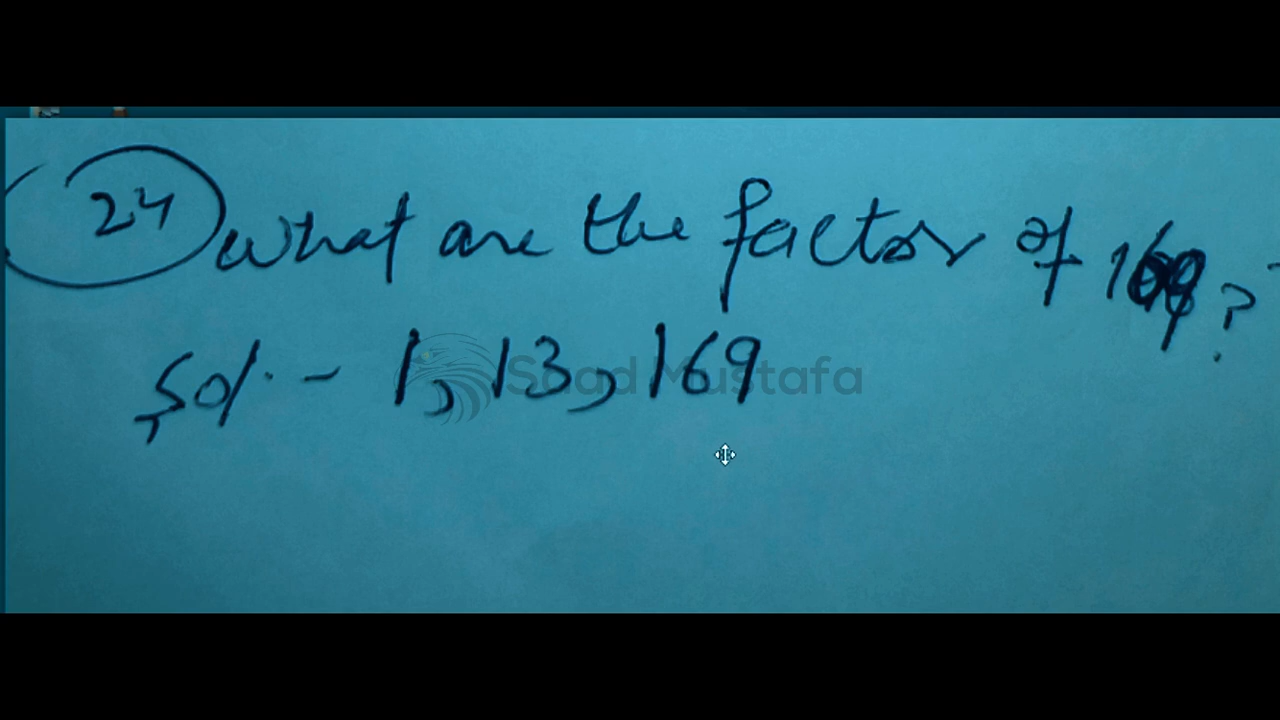 24 What are the factor of 169?
Sol. - 1, 13, 169
Saad Mustafa